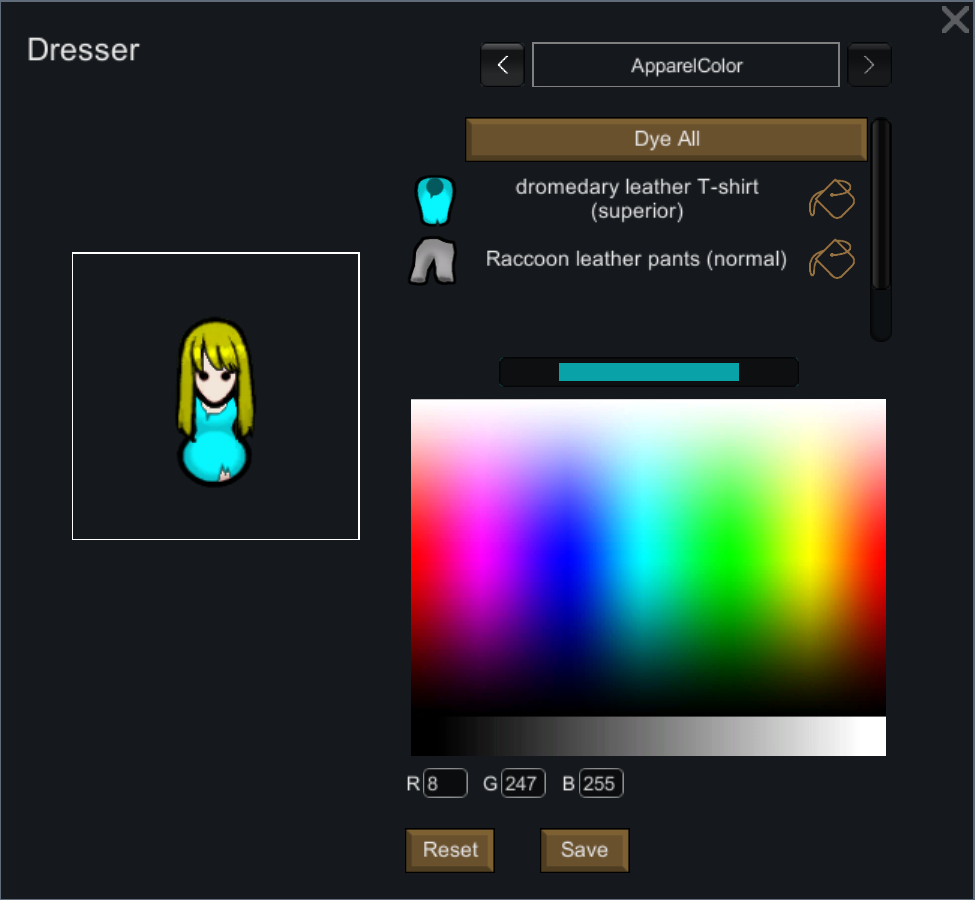 Dresser
ApparelColor
Dye All
dromedary leather T-shirt
(superior)
Raccoon leather pants (normal)
R 8 G 247 B 255
Reset Save